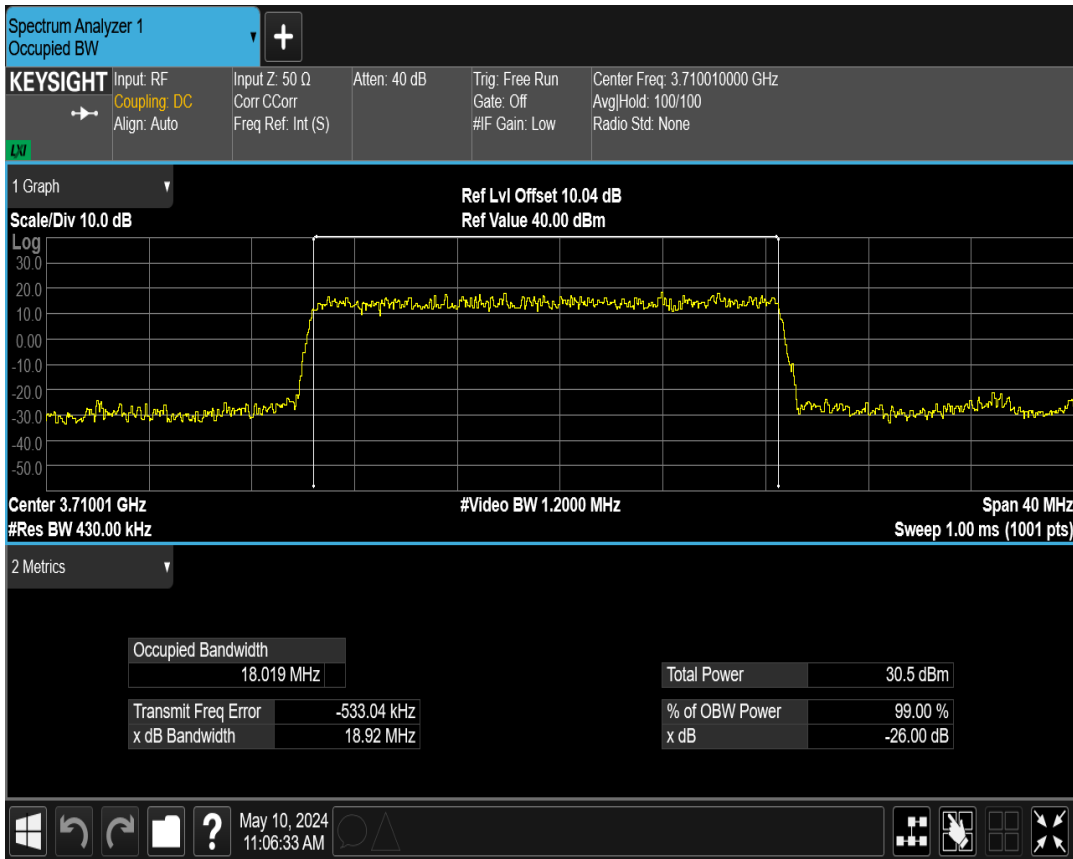 Spectrum Analyzer 1
Occupied BW
+
KEYSIGHT
LXI
Input: RF
Coupling: DC
Align: Auto
Input Z: 50 Ω
Corr CCorr
Freq Ref: Int (S)
Atten: 40 dB
Trig: Free Run
Gate: Off
#IF Gain: Low
Center Freq: 3.710010000 GHz
Avg|Hold: 100/100
Radio Std: None
1 Graph
Scale/Div 10.0 dB
Ref Lvl Offset 10.04 dB
Ref Value 40.00 dBm
Log
30.0
20.0
10.0
0.00
-10.0
-20.0
-30.0
-40.0
-50.0
Center 3.71001 GHz
#Video BW 1.2000 MHz
Span 40 MHz
#Res BW 430.00 kHz
Sweep 1.00 ms (1001 pts)
2 Metrics
Occupied Bandwidth
18.019 MHz
Total Power 30.5 dBm
Transmit Freq Error -533.04 kHz
% of OBW Power 99.00 %
x dB Bandwidth 18.92 MHz
x dB -26.00 dB
?
May 10, 2024
11:06:33 AM